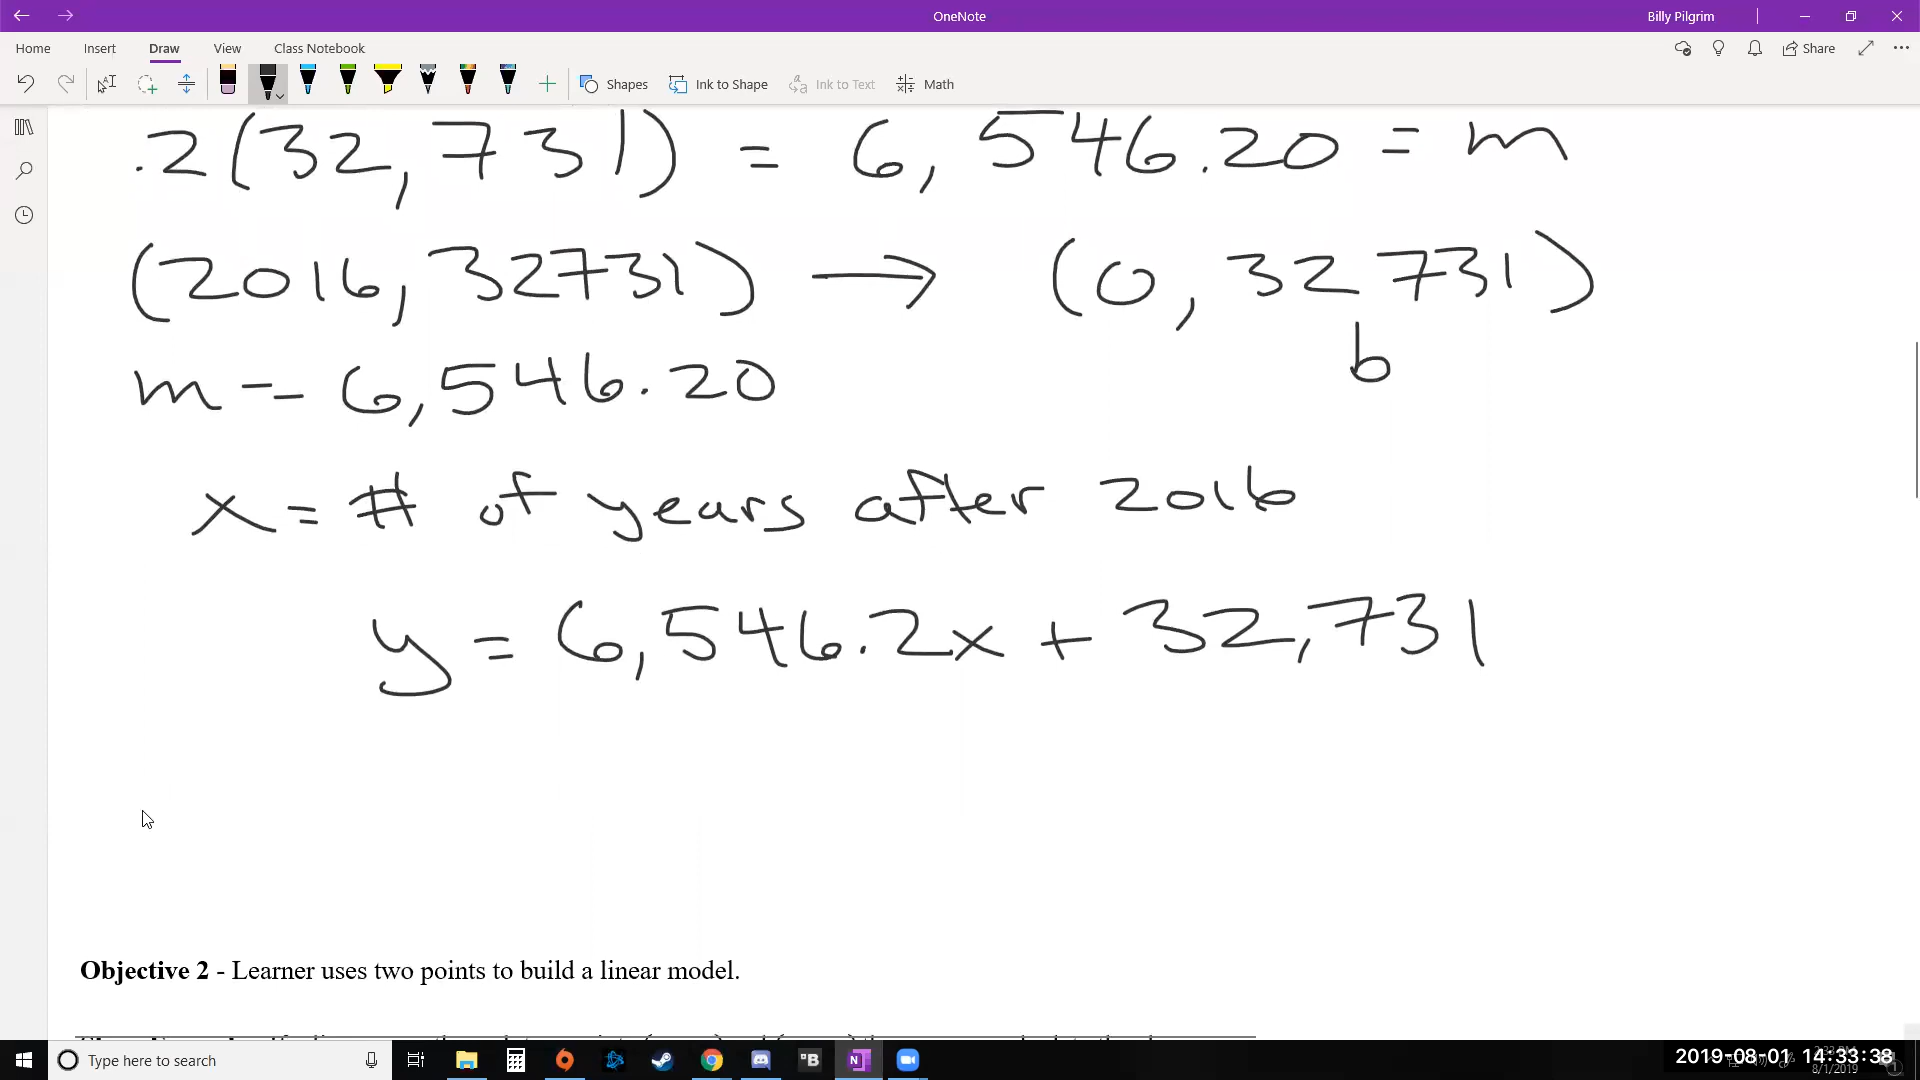 OneNote
Billy Pilgrim
Home Insert Draw View Class Notebook
Share
Shapes Ink to Shape Ink to Text Math
.2(32,731) = 6,546.20 = m
(2016, 32731) → (0, 32731)
b
m = 6,546.20
x = # of years after 2016
y = 6,546.2x + 32,731
Objective 2 - Learner uses two points to build a linear model.
Type here to search
2019-08-01 14:33:38
8/1/2019